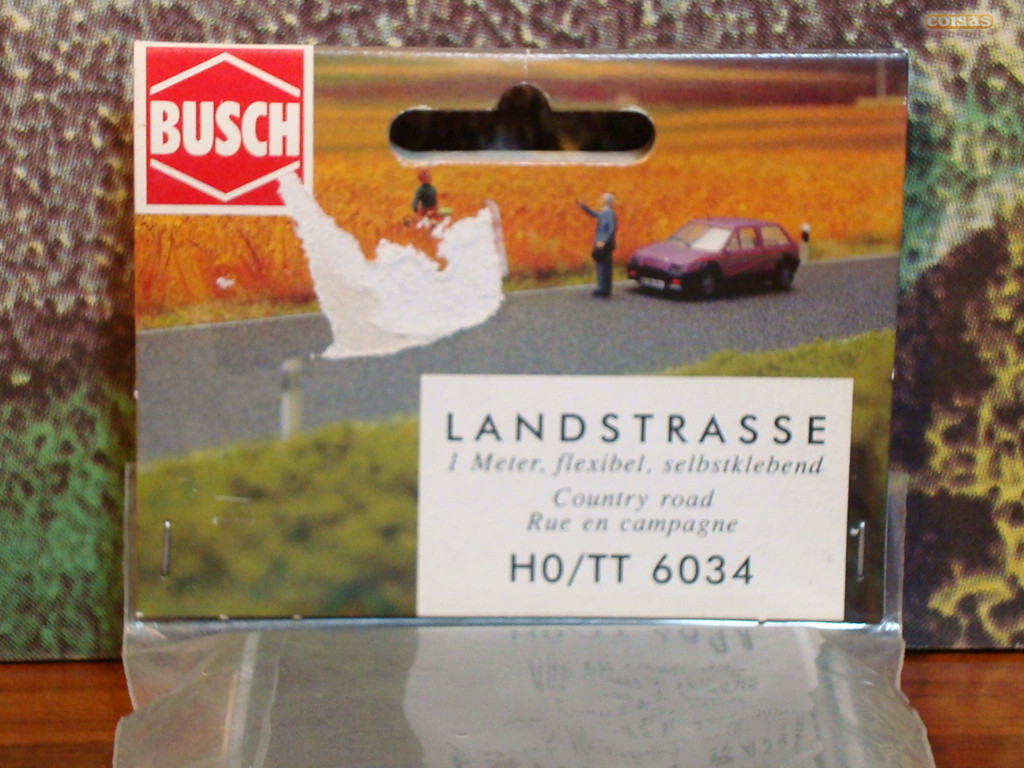 coisas
BUSCH
LANDSTRASSE
1 Meter, flexibel, selbstklebend
Country road
Rue en campagne
H0/TT 6034